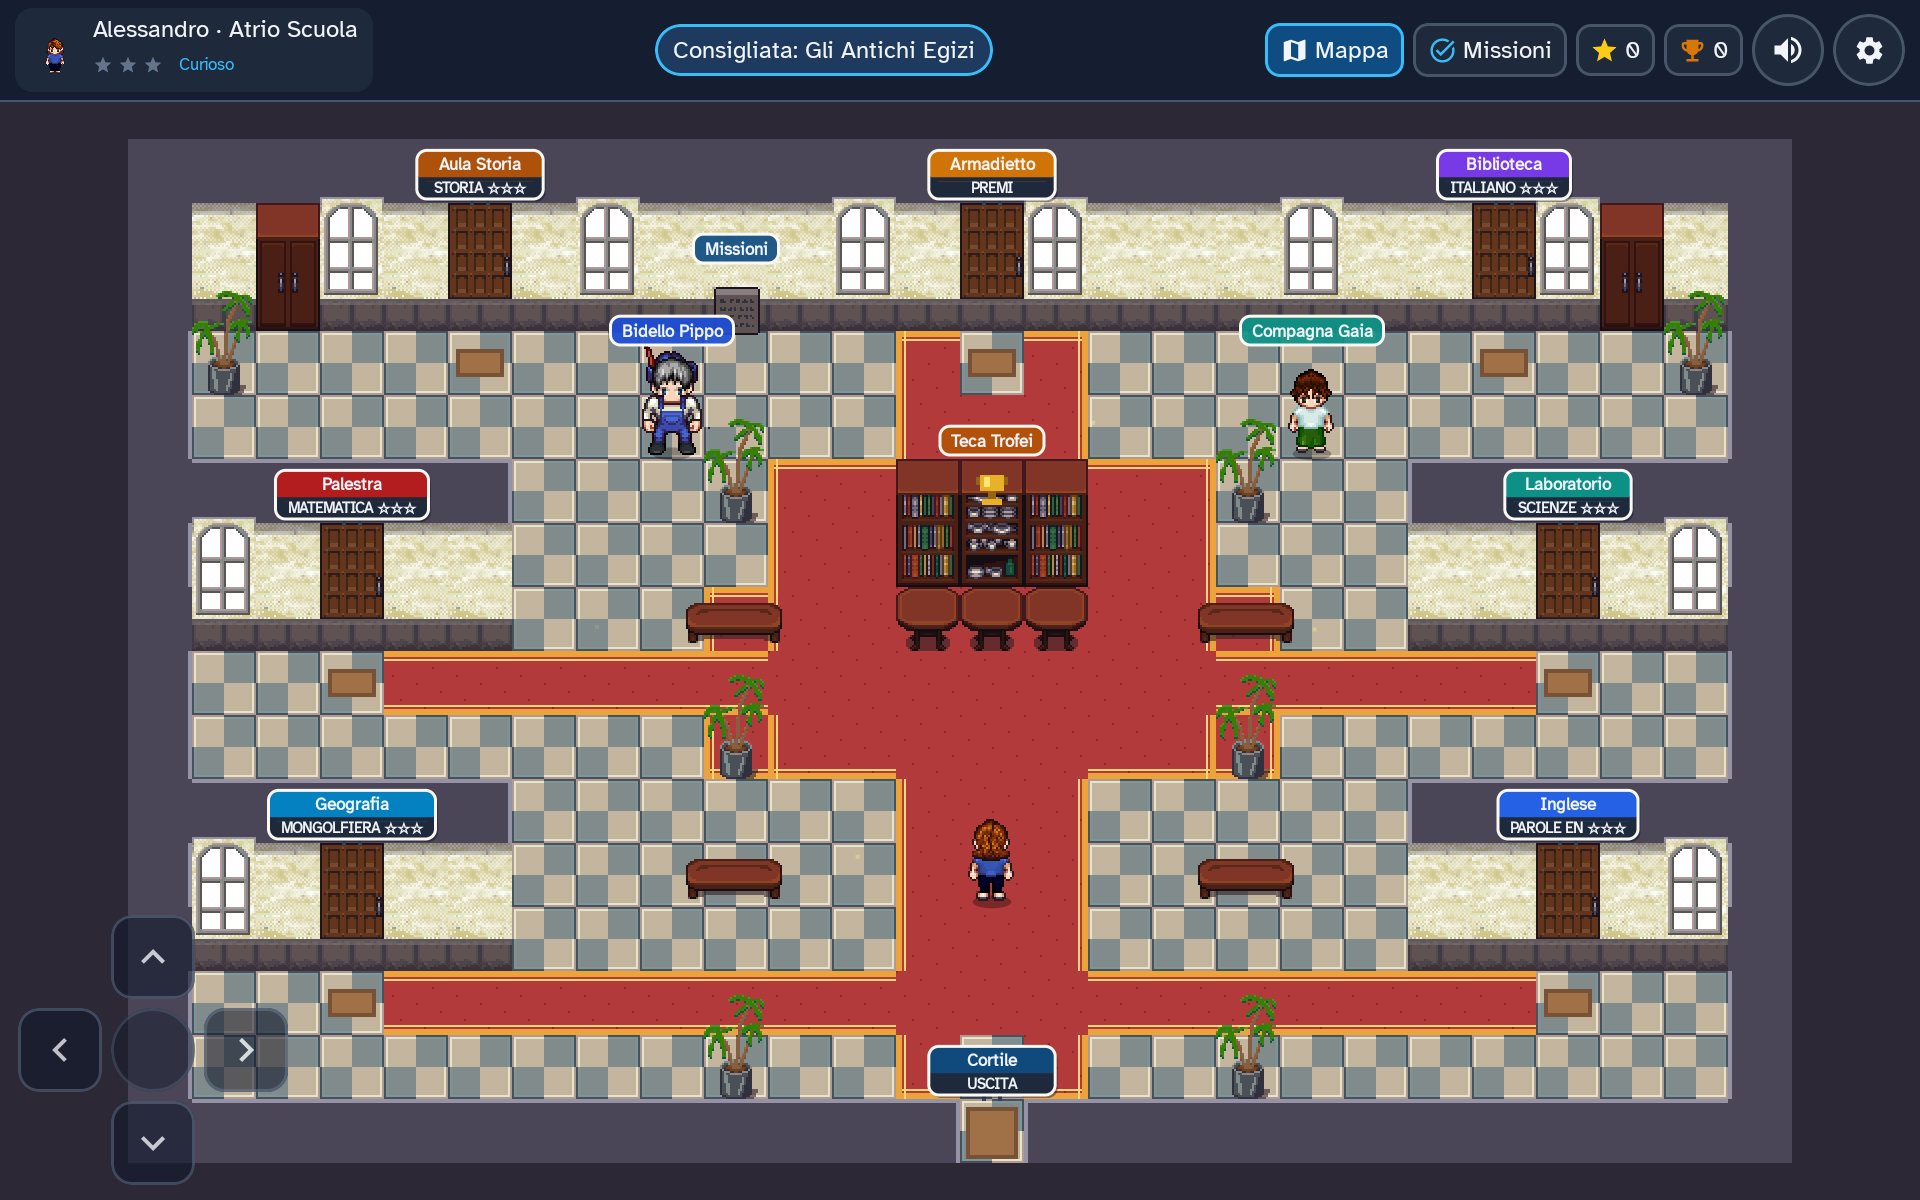 Alessandro · Atrio Scuola
Curioso
Consigliata: Gli Antichi Egizi
Mappa
Missioni
0
0
Aula Storia
STORIA ☆☆☆
Armadietto
PREMI
Biblioteca
ITALIANO ☆☆☆
Missioni
Bidello Pippo
Compagna Gaia
Teca Trofei
Palestra
MATEMATICA ☆☆☆
Laboratorio
SCIENZE ☆☆☆
Geografia
MONGOLFIERA ☆☆☆
Inglese
PAROLE EN ☆☆☆
Cortile
USCITA